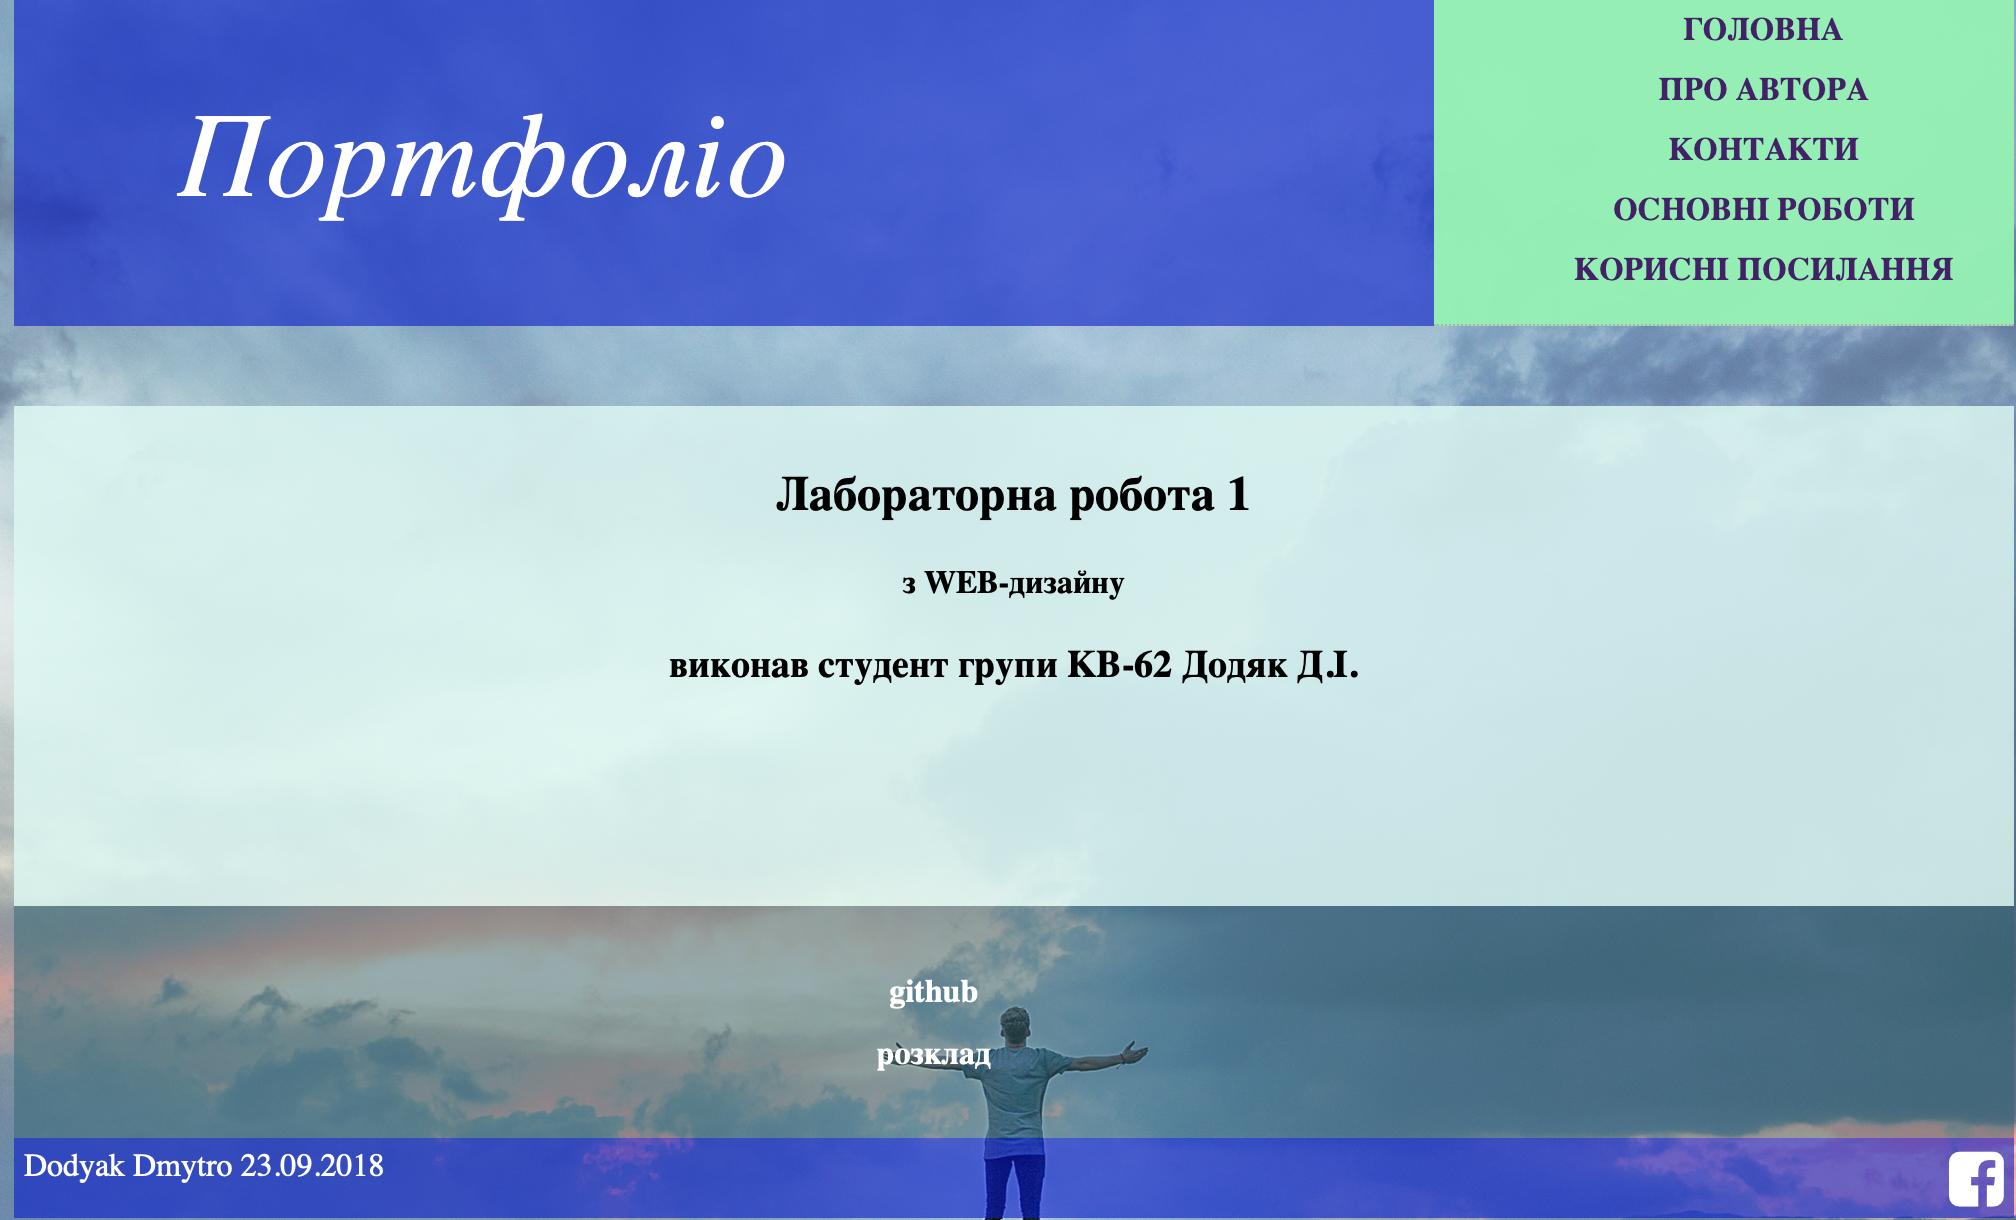 Портфоліо
ГОЛОВНА
ПРО АВТОРА
КОНТАКТИ
ОСНОВНІ РОБОТИ
КОРИСНІ ПОСИЛАННЯ
Лабораторна робота 1
з WEB-дизайну
виконав студент групи КВ-62 Додяк Д.І.
github
розклад
Dodyak Dmytro 23.09.2018